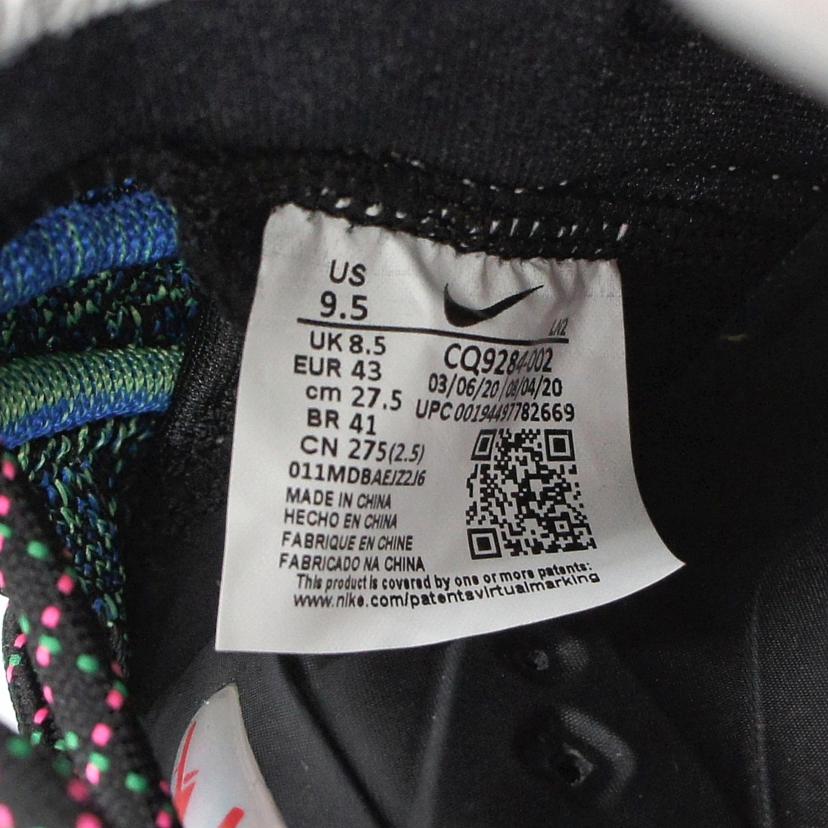 US
9.5
LN2
UK 8.5
EUR 43
cm 27.5
BR 41
CN 275(2.5)
011MDBAEJZ2J6
CQ9284-002
03/06/20 08/04/20
UPC 00194497782669
MADE IN CHINA
HECHO EN CHINA
FABRIQUE EN CHINE
FABRICADO NA CHINA
This product is covered by one or more patents:
www.nike.com/patentsvirtualmarking